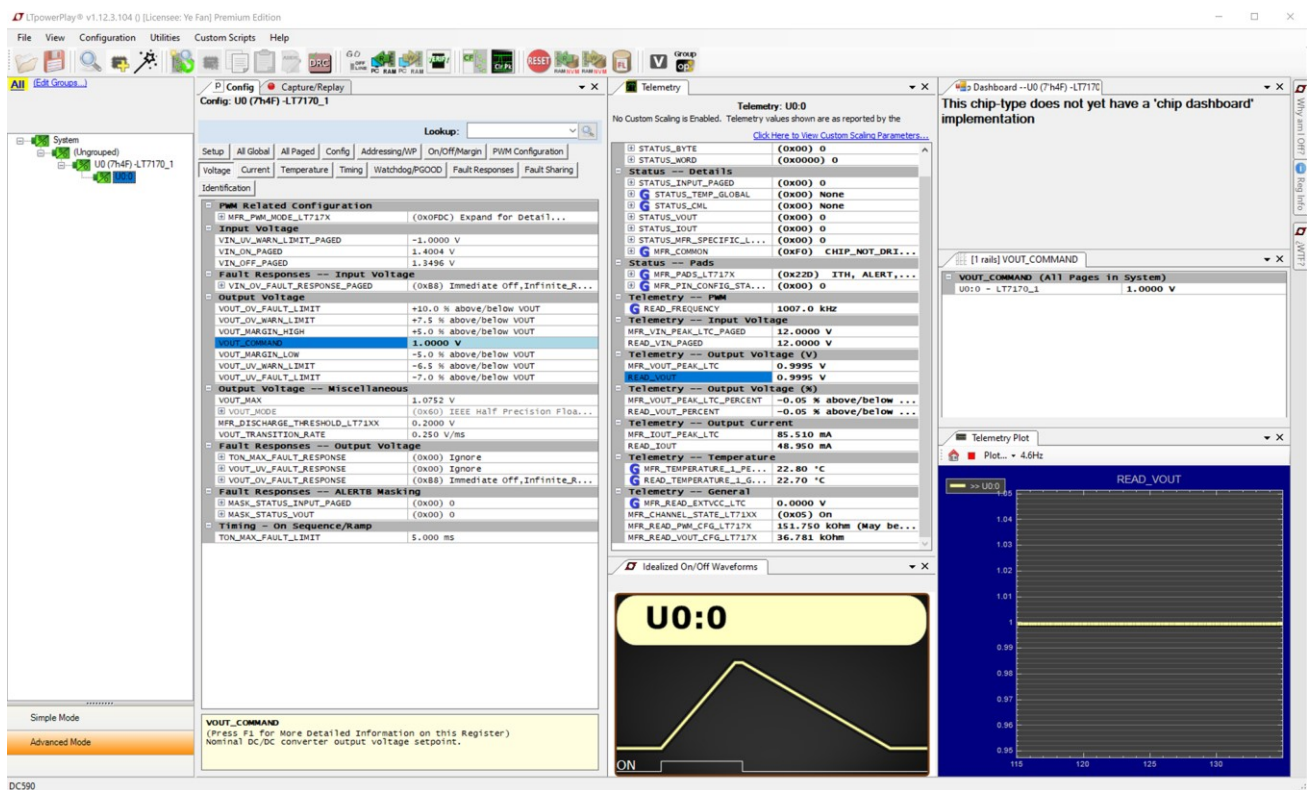 LTpowerPlay® v1.12.3.104 () [Licensee: Ye Fan] Premium Edition
File View Configuration Utilities Custom Scripts Help
All (Edit Groups...)
System
(Ungrouped)
U0 (7h4F) -LT7170_1
U0:0
Simple Mode
Advanced Mode
DC590
Config Capture/Replay
Config: U0 (7h4F) -LT7170_1
Lookup:
Setup All Global All Paged Config Addressing/WP On/Off/Margin PWM Configuration
Voltage Current Temperature Timing Watchdog/PGOOD Fault Responses Fault Sharing
Identification
PWM Related Configuration
MFR_PWM_MODE_LT717X (0x0FDC) Expand for Detail...
Input Voltage
VIN_UV_WARN_LIMIT_PAGED -1.0000 V
VIN_ON_PAGED 1.4004 V
VIN_OFF_PAGED 1.3496 V
Fault Responses -- Input Voltage
VIN_OV_FAULT_RESPONSE_PAGED (0xB8) Immediate Off,Infinite_R...
Output Voltage
VOUT_OV_FAULT_LIMIT +10.0 % above/below VOUT
VOUT_OV_WARN_LIMIT +7.5 % above/below VOUT
VOUT_MARGIN_HIGH +5.0 % above/below VOUT
VOUT_COMMAND 1.0000 V
VOUT_MARGIN_LOW -5.0 % above/below VOUT
VOUT_UV_WARN_LIMIT -6.5 % above/below VOUT
VOUT_UV_FAULT_LIMIT -7.0 % above/below VOUT
Output Voltage -- Miscellaneous
VOUT_MAX 1.0752 V
VOUT_MODE (0x60) IEEE Half Precision Floa...
MFR_DISCHARGE_THRESHOLD_LT71XX 0.2000 V
VOUT_TRANSITION_RATE 0.250 V/ms
Fault Responses -- Output Voltage
TON_MAX_FAULT_RESPONSE (0x00) Ignore
VOUT_UV_FAULT_RESPONSE (0x00) Ignore
VOUT_OV_FAULT_RESPONSE (0xB8) Immediate Off,Infinite_R...
Fault Responses -- ALERTB Masking
MASK_STATUS_INPUT_PAGED (0x00) 0
MASK_STATUS_VOUT (0x00) 0
Timing - On Sequence/Ramp
TON_MAX_FAULT_LIMIT 5.000 ms
VOUT_COMMAND
(Press F1 for More Detailed Information on this Register)
Nominal DC/DC converter output voltage setpoint.
Telemetry
Telemetry: U0:0
No Custom Scaling is Enabled. Telemetry values shown are as reported by the
Click Here to View Custom Scaling Parameters...
STATUS_BYTE (0x00) 0
STATUS_WORD (0x0000) 0
Status -- Details
STATUS_INPUT_PAGED (0x00) 0
STATUS_TEMP_GLOBAL (0x00) None
STATUS_CML (0x00) None
STATUS_VOUT (0x00) 0
STATUS_IOUT (0x00) 0
STATUS_MFR_SPECIFIC_L... (0x00) 0
MFR_COMMON (0xF0) CHIP_NOT_DRI...
Status -- Pads
MFR_PADS_LT717X (0x22D) ITH, ALERT,...
MFR_PIN_CONFIG_STA... (0x00) 0
Telemetry -- PWM
READ_FREQUENCY 1007.0 kHz
Telemetry -- Input Voltage
MFR_VIN_PEAK_LTC_PAGED 12.0000 V
READ_VIN_PAGED 12.0000 V
Telemetry -- Output Voltage (V)
MFR_VOUT_PEAK_LTC 0.9995 V
READ_VOUT 0.9995 V
Telemetry -- Output Voltage (%)
MFR_VOUT_PEAK_LTC_PERCENT -0.05 % above/below ...
READ_VOUT_PERCENT -0.05 % above/below ...
Telemetry -- Output Current
MFR_IOUT_PEAK_LTC 85.510 mA
READ_IOUT 48.950 mA
Telemetry -- Temperature
MFR_TEMPERATURE_1_PE... 22.80 °C
READ_TEMPERATURE_1_G... 22.70 °C
Telemetry -- General
MFR_READ_EXTVCC_LTC 0.0000 V
MFR_CHANNEL_STATE_LT71XX (0x05) On
MFR_READ_PWM_CFG_LT717X 151.750 kOhm (May be...
MFR_READ_VOUT_CFG_LT717X 36.781 kOhm
Idealized On/Off Waveforms
U0:0
ON
Dashboard --U0 (7h4F) -LT7170
This chip-type does not yet have a 'chip dashboard'
implementation
[1 rails] VOUT_COMMAND
VOUT_COMMAND (All Pages in System)
U0:0 - LT7170_1 1.0000 V
Telemetry Plot
Plot... 4.6Hz
READ_VOUT
>> U0:0
1.05
1.04
1.03
1.02
1.01
1
0.99
0.98
0.97
0.96
0.95
115 120 125 130
Why am I Off?
Reg Info